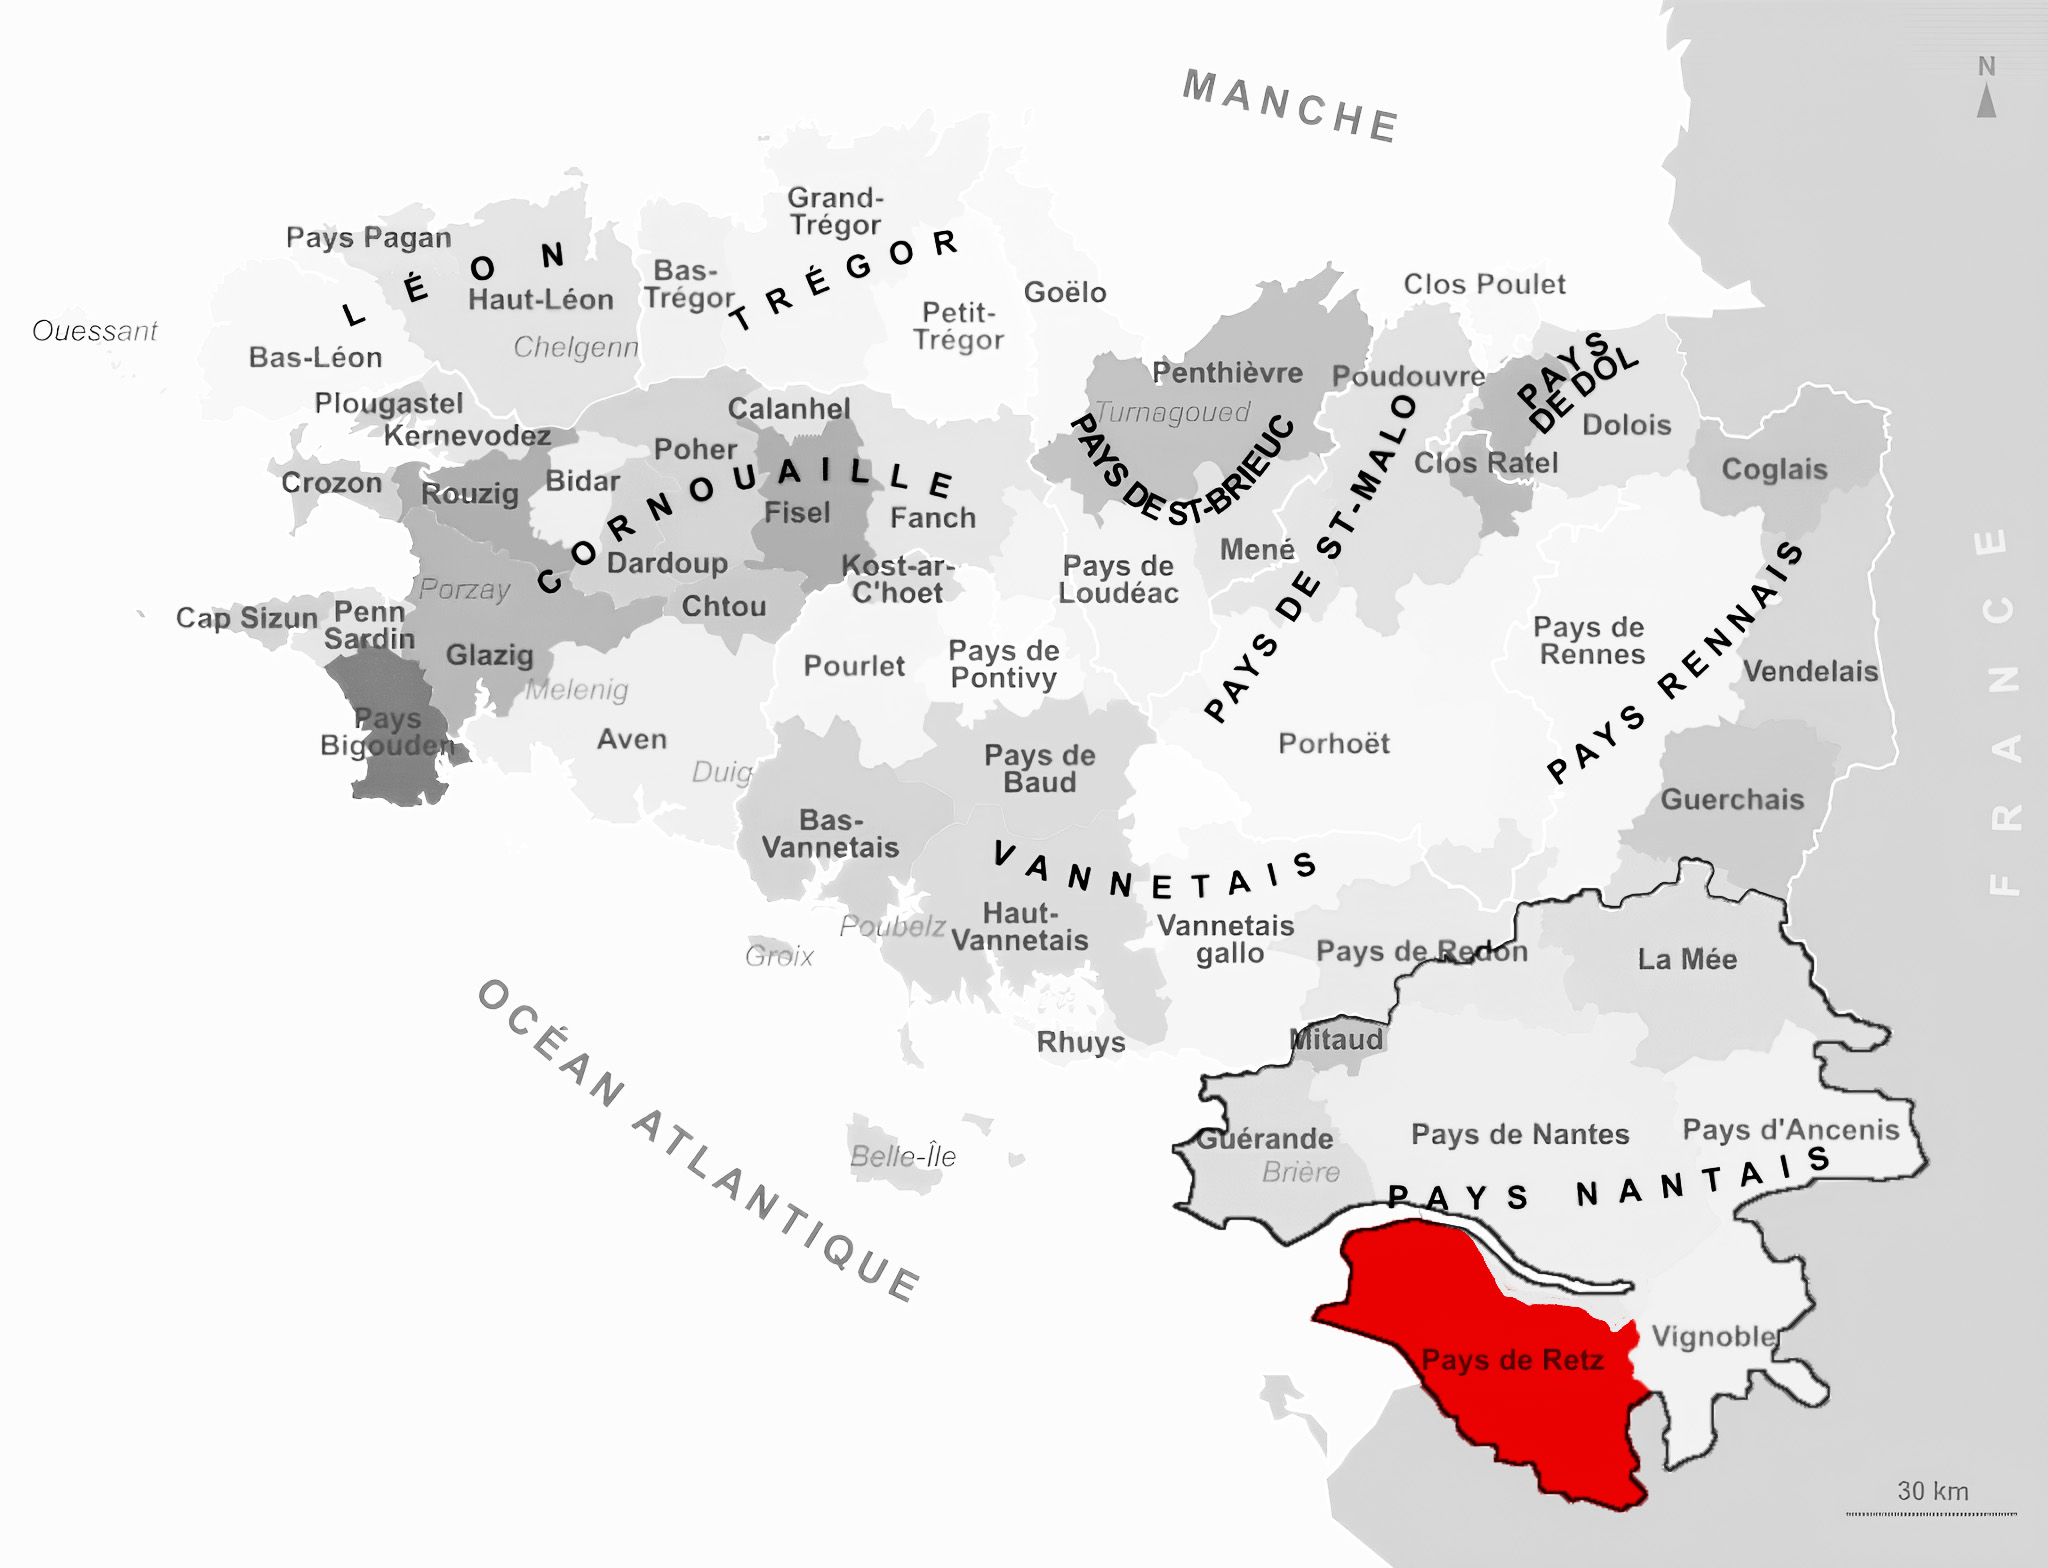 MANCHE
N
Grand-
Trégor
Pays Pagan
LÉON
TRÉGOR
Haut-Léon
Bas-
Trégor
Goëlo
Clos Poulet
Petit-
Trégor
Ouessant
Chelgenn
Bas-Léon
PAYS
DE DOL
Penthièvre
Poudouvre
Plougastel
Calanhel
Turnagoued
Dolois
Kernevodez
Poher
PAYS DE ST-BRIEUC
PAYS DE ST-MALO
Clos Ratel
Coglais
Crozon
Rouzig
Bidar
CORNOUAILLE
Fisel
Fanch
Mené
Dardoup
Kost-ar-
C'hoet
Pays de
Loudéac
Porzay
Cap Sizun
Penn
Sardin
Chtou
Pays de
Rennes
PAYS RENNAIS
FRANCE
Glazig
Pourlet
Pays de
Pontivy
Vendelais
Melenig
Pays
Bigouden
Aven
Porhoët
Duig
Pays de
Baud
Guerchais
Bas-
Vannetais
VANNETAIS
Poubelz
Haut-
Vannetais
Vannetais
gallo
Pays de Redon
La Mée
Groix
OCÉAN ATLANTIQUE
Rhuys
Mitaud
Guérande
Pays de Nantes
Pays d'Ancenis
Belle-Île
Brière
PAYS NANTAIS
Vignoble
Pays de Retz
30 km